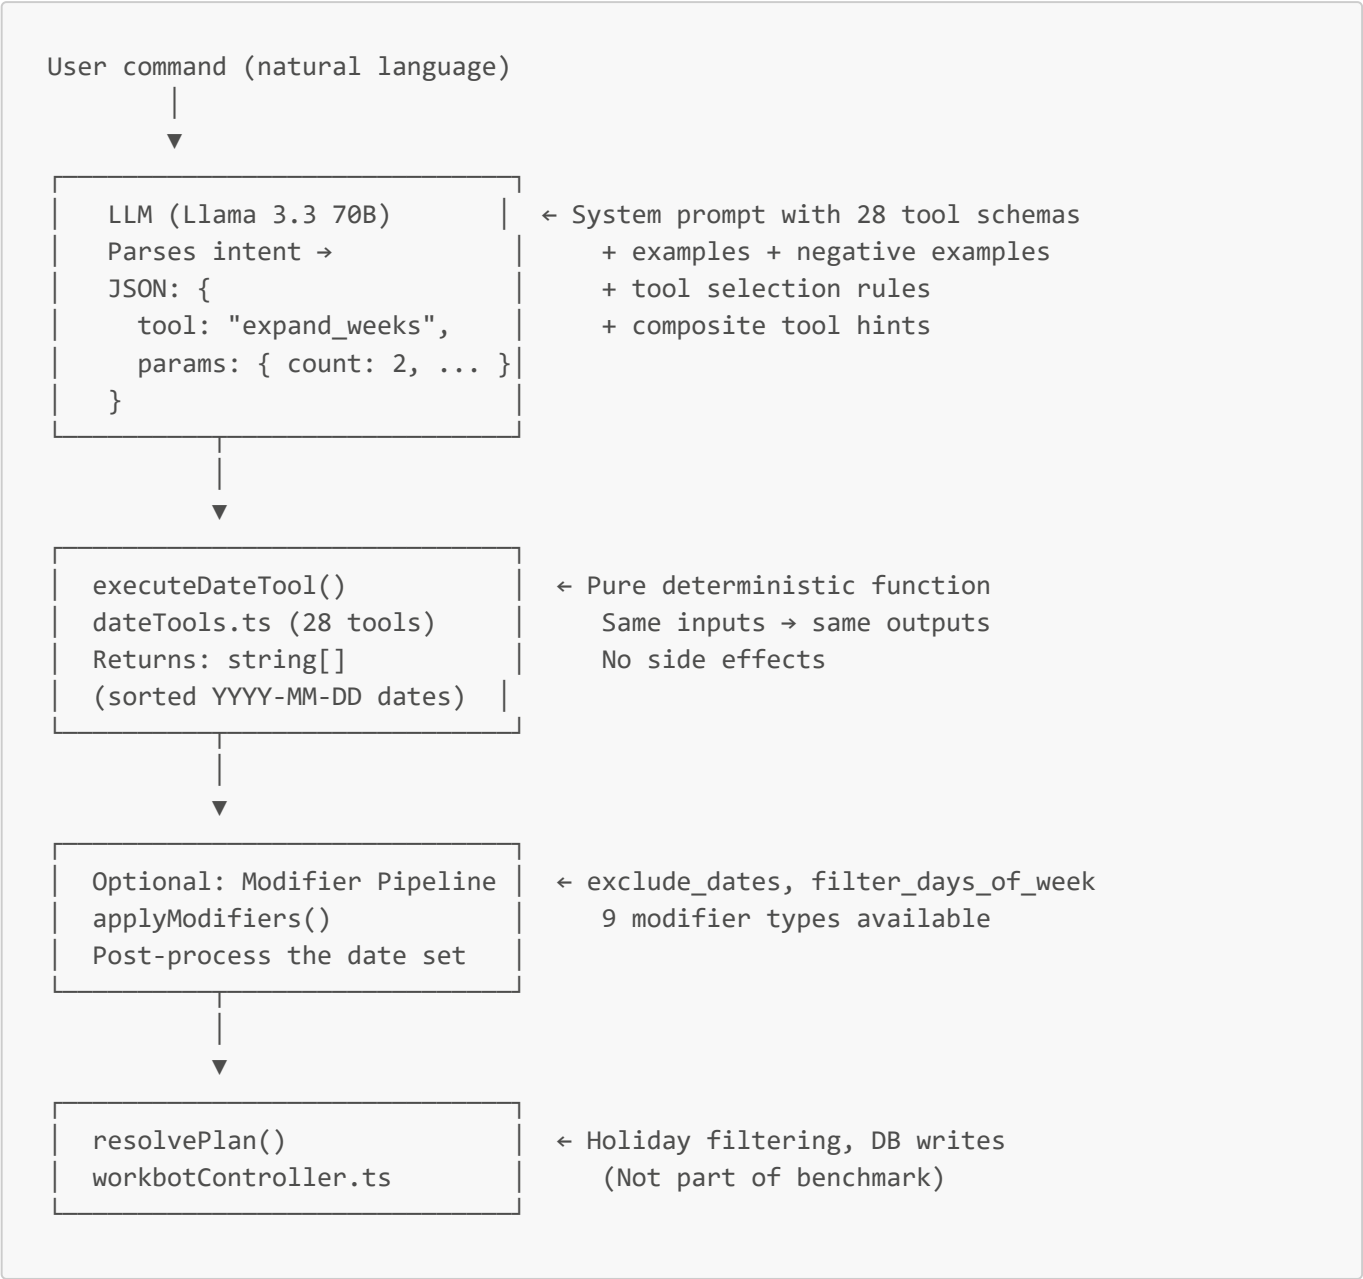 User command (natural language)
LLM (Llama 3.3 70B) ← System prompt with 28 tool schemas
Parses intent → + examples + negative examples
JSON: { + tool selection rules
tool: "expand_weeks", + composite tool hints
params: { count: 2, ... }
}
executeDateTool() ← Pure deterministic function
dateTools.ts (28 tools) Same inputs → same outputs
Returns: string[] No side effects
(sorted YYYY-MM-DD dates)
Optional: Modifier Pipeline ← exclude_dates, filter_days_of_week
applyModifiers() 9 modifier types available
Post-process the date set
resolvePlan() ← Holiday filtering, DB writes
workbotController.ts (Not part of benchmark)